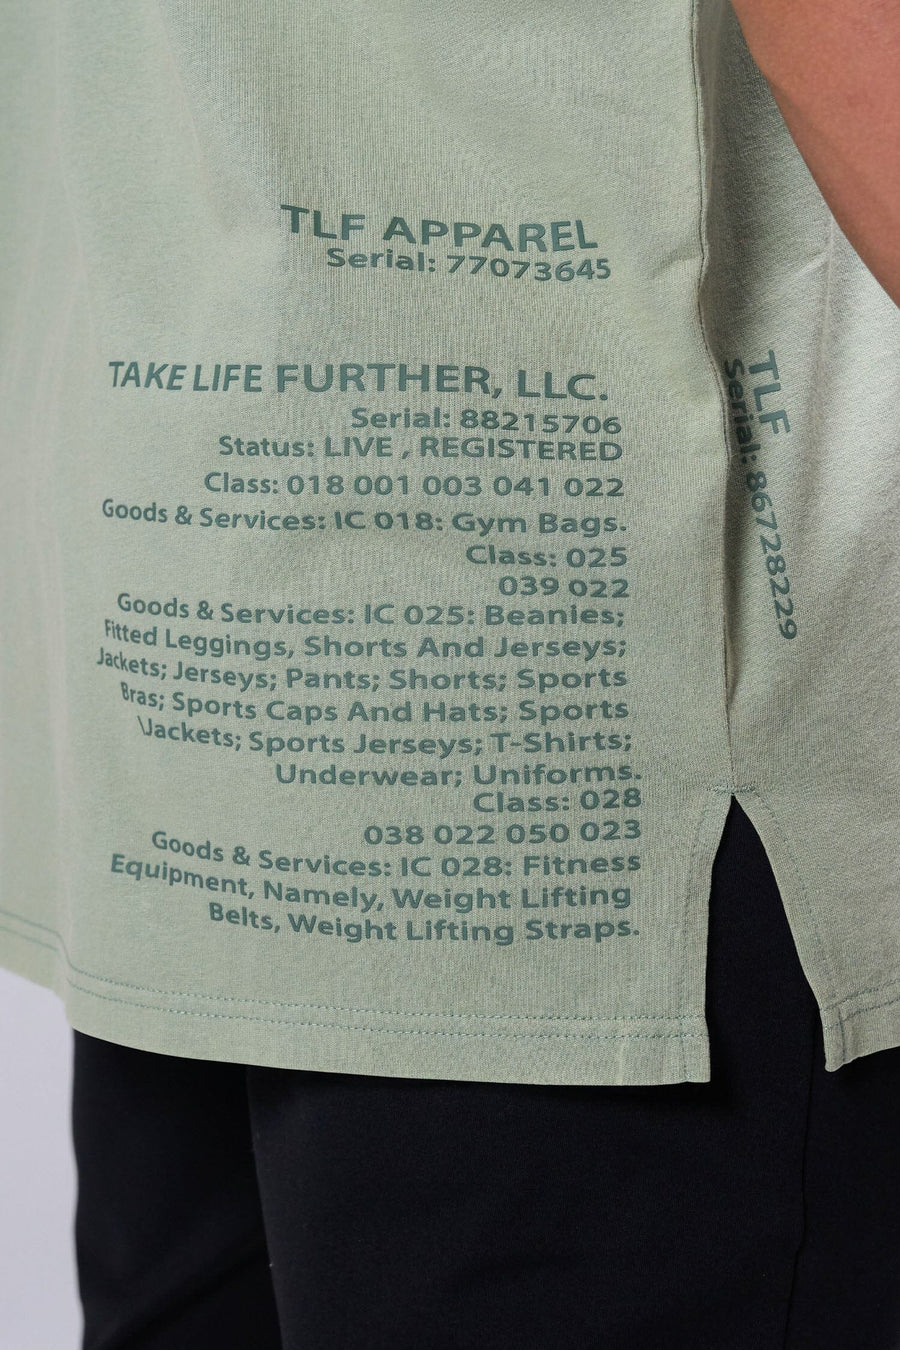 TLF APPAREL
Serial: 77073645
TAKE LIFE FURTHER, LLC.
Serial: 88215706
Status: LIVE , REGISTERED
Class: 018 001 003 041 022
Goods & Services: IC 018: Gym Bags.
Class: 025
039 022
Goods & Services: IC 025: Beanies;
Fitted Leggings, Shorts And Jerseys;
Jackets; Jerseys; Pants; Shorts; Sports
Bras; Sports Caps And Hats; Sports
\Jackets; Sports Jerseys; T-Shirts;
Underwear; Uniforms.
Class: 028
038 022 050 023
Goods & Services: IC 028: Fitness
Equipment, Namely, Weight Lifting
Belts, Weight Lifting Straps.
TLF
Serial: 86728229